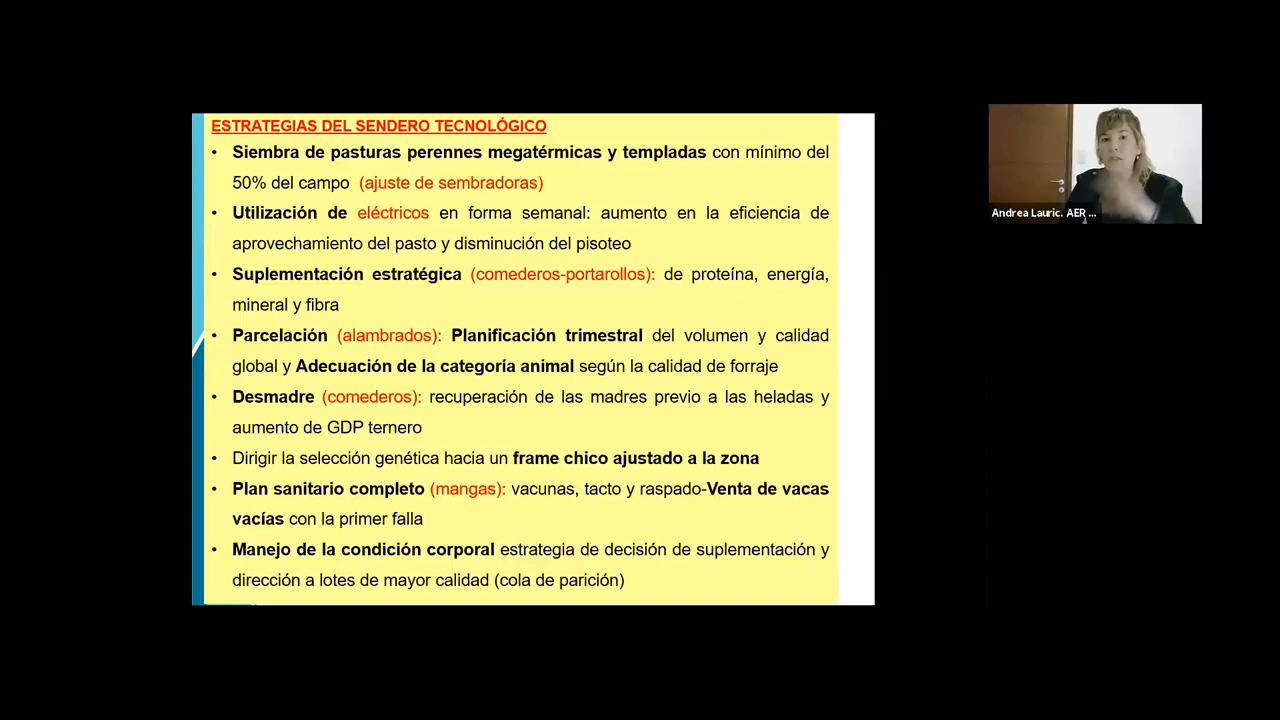 ESTRATEGIAS DEL SENDERO TECNOLÓGICO
• Siembra de pasturas perennes megatérmicas y templadas con mínimo del
50% del campo (ajuste de sembradoras)
• Utilización de eléctricos en forma semanal: aumento en la eficiencia de
aprovechamiento del pasto y disminución del pisoteo
• Suplementación estratégica (comederos-portarollos): de proteína, energía,
mineral y fibra
• Parcelación (alambrados): Planificación trimestral del volumen y calidad
global y Adecuación de la categoría animal según la calidad de forraje
• Desmadre (comederos): recuperación de las madres previo a las heladas y
aumento de GDP ternero
• Dirigir la selección genética hacia un frame chico ajustado a la zona
• Plan sanitario completo (mangas): vacunas, tacto y raspado-Venta de vacas
vacías con la primer falla
• Manejo de la condición corporal estrategia de decisión de suplementación y
dirección a lotes de mayor calidad (cola de parición)
Andrea Lauric. AER ...